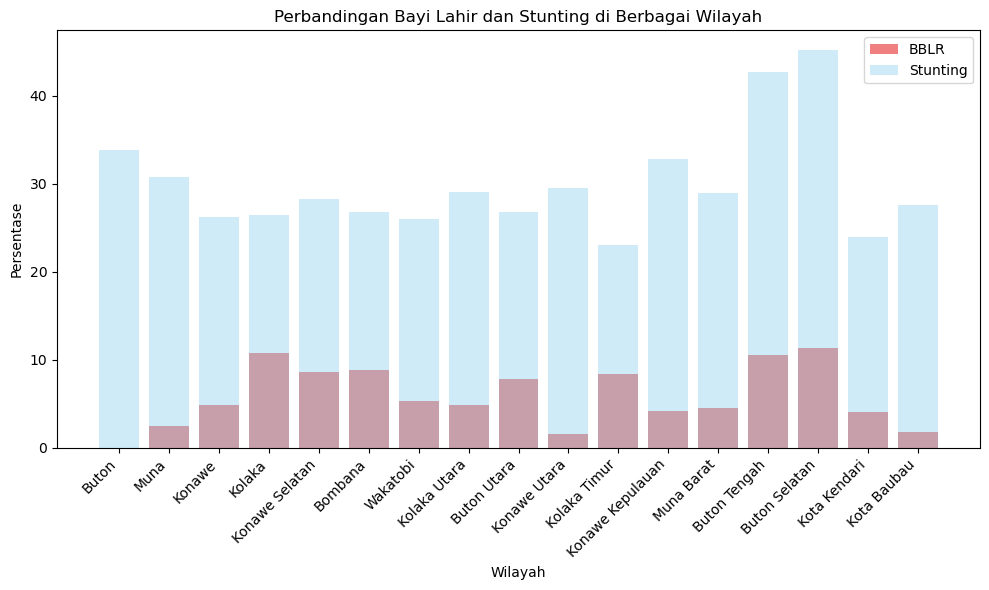 Perbandingan Bayi Lahir dan Stunting di Berbagai Wilayah
BBLR
Stunting
Persentase
40
30
20
10
0
Buton
Muna
Konawe
Kolaka
Konawe Selatan
Bombana
Wakatobi
Kolaka Utara
Buton Utara
Konawe Utara
Kolaka Timur
Konawe Kepulauan
Muna Barat
Buton Tengah
Buton Selatan
Kota Kendari
Kota Baubau
Wilayah